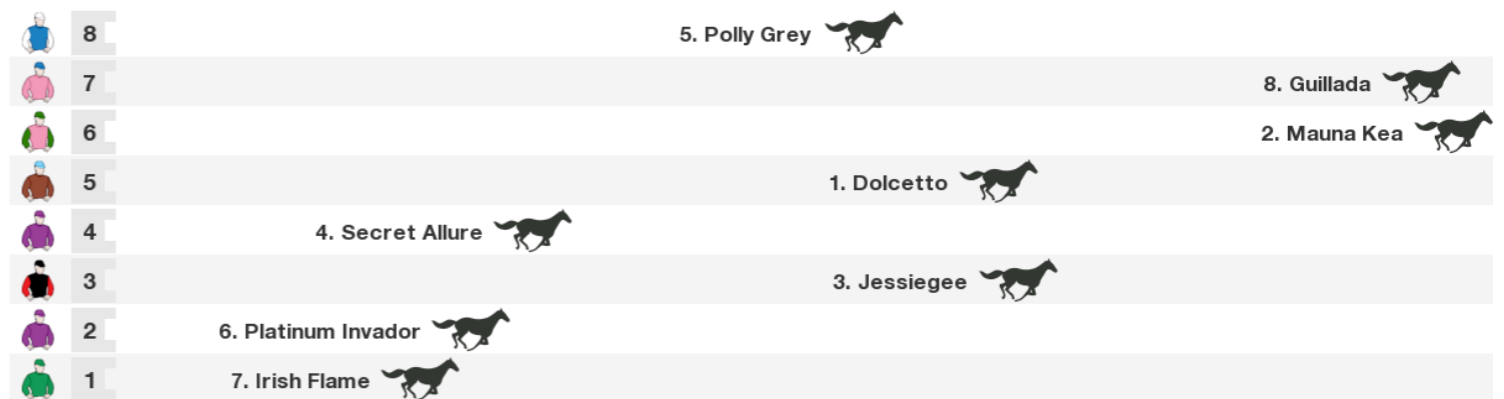 8 5. Polly Grey
7 8. Guillada
6 2. Mauna Kea
5 1. Dolcetto
4 4. Secret Allure
3 3. Jessiegee
2 6. Platinum Invador
1 7. Irish Flame